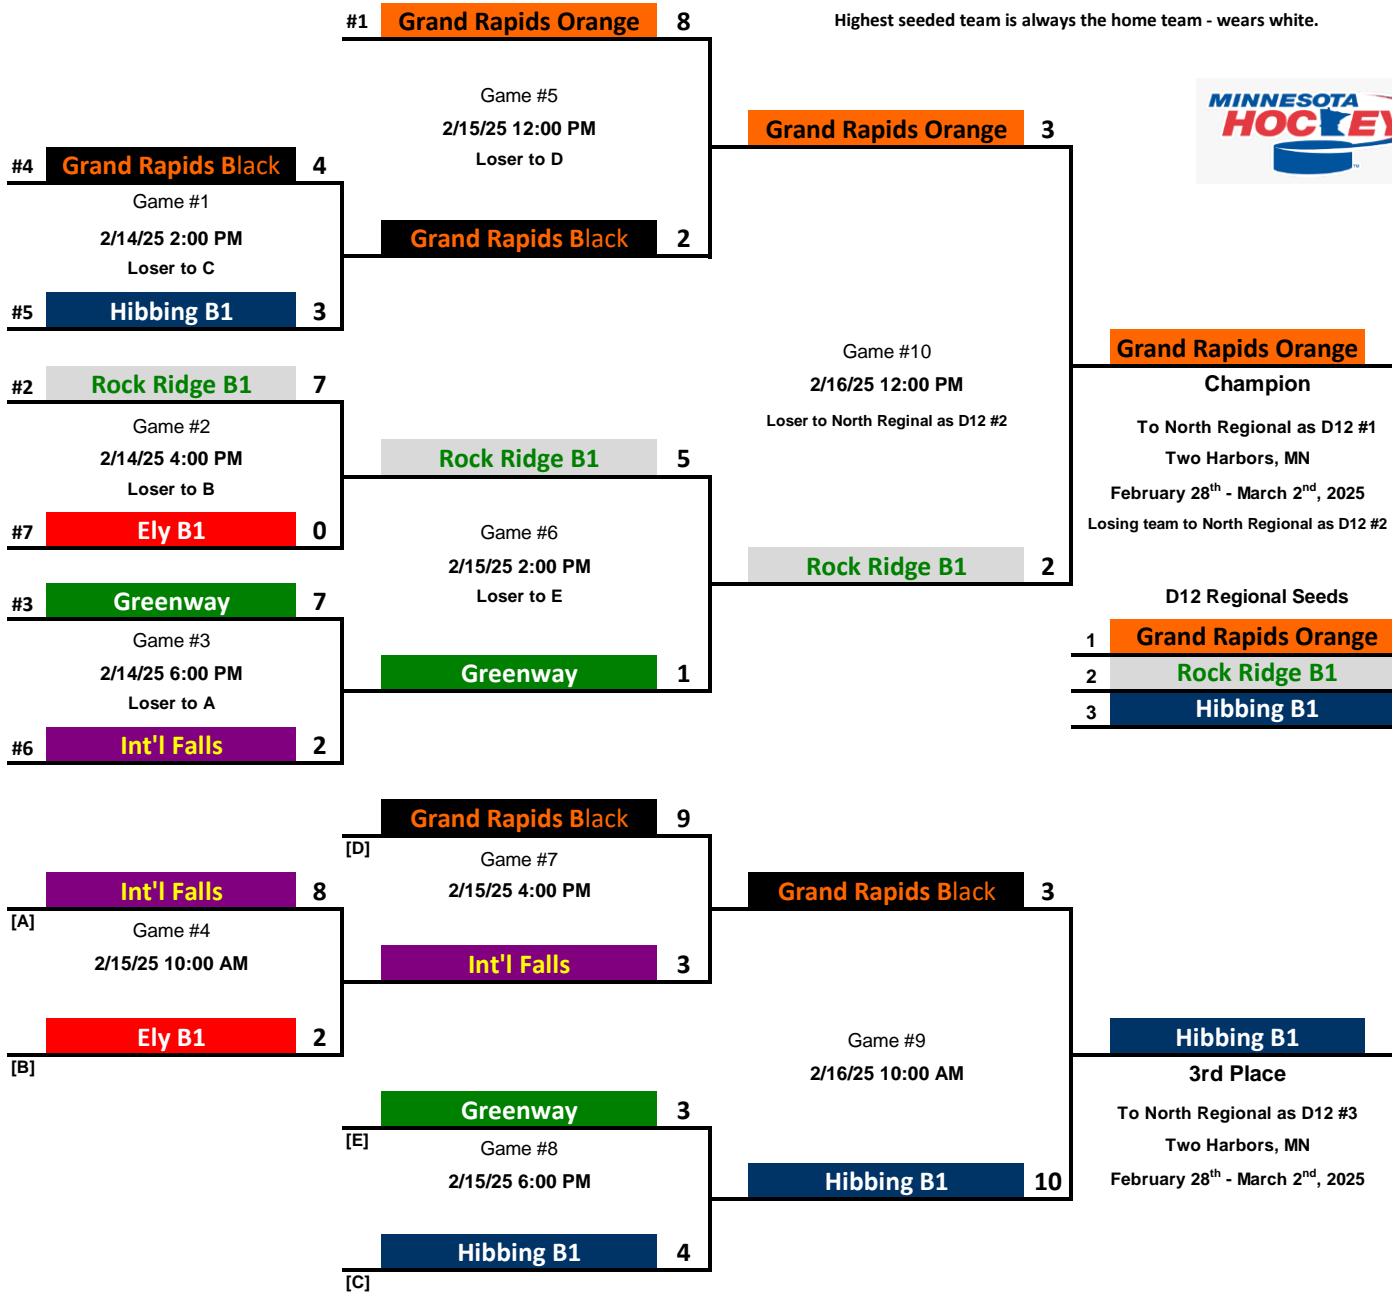 #1 Grand Rapids Orange 8
Highest seeded team is always the home team - wears white.
Game #5
2/15/25 12:00 PM
Loser to D
MINNESOTA
HOCKEY
TM
Grand Rapids Orange 3
#4 Grand Rapids Black 4
Game #1
2/14/25 2:00 PM
Loser to C
Grand Rapids Black 2
#5 Hibbing B1 3
Game #10
2/16/25 12:00 PM
Loser to North Reginal as D12 #2
Grand Rapids Orange
Champion
To North Regional as D12 #1
Two Harbors, MN
February 28th - March 2nd, 2025
Losing team to North Regional as D12 #2
#2 Rock Ridge B1 7
Game #2
2/14/25 4:00 PM
Loser to B
Rock Ridge B1 5
#7 Ely B1 0
Game #6
2/15/25 2:00 PM
Loser to E
Rock Ridge B1 2
#3 Greenway 7
Game #3
2/14/25 6:00 PM
Loser to A
Greenway 1
#6 Int'l Falls 2
D12 Regional Seeds
1 Grand Rapids Orange
2 Rock Ridge B1
3 Hibbing B1
Grand Rapids Black 9
[D]
Game #7
2/15/25 4:00 PM
Int'l Falls 8
[A]
Game #4
2/15/25 10:00 AM
Grand Rapids Black 3
Int'l Falls 3
Ely B1 2
[B]
Game #9
2/16/25 10:00 AM
Hibbing B1
3rd Place
To North Regional as D12 #3
Two Harbors, MN
February 28th - March 2nd, 2025
Greenway 3
[E]
Game #8
2/15/25 6:00 PM
Hibbing B1 10
Hibbing B1 4
[C]